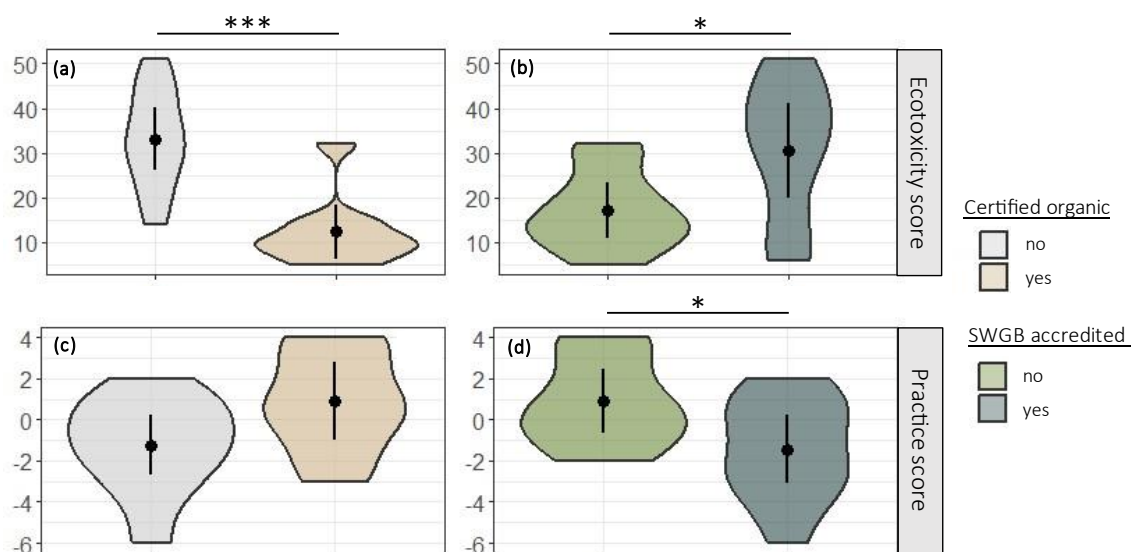 *** *
(a) (b)
50 50
40 40
30 30
20 20
10 10
Ecotoxicity score
Certified organic
no
yes
*
(c) (d)
4 4
2 2
0 0
-2 -2
-4 -4
-6 -6
Practice score
SWGB accredited
no
yes